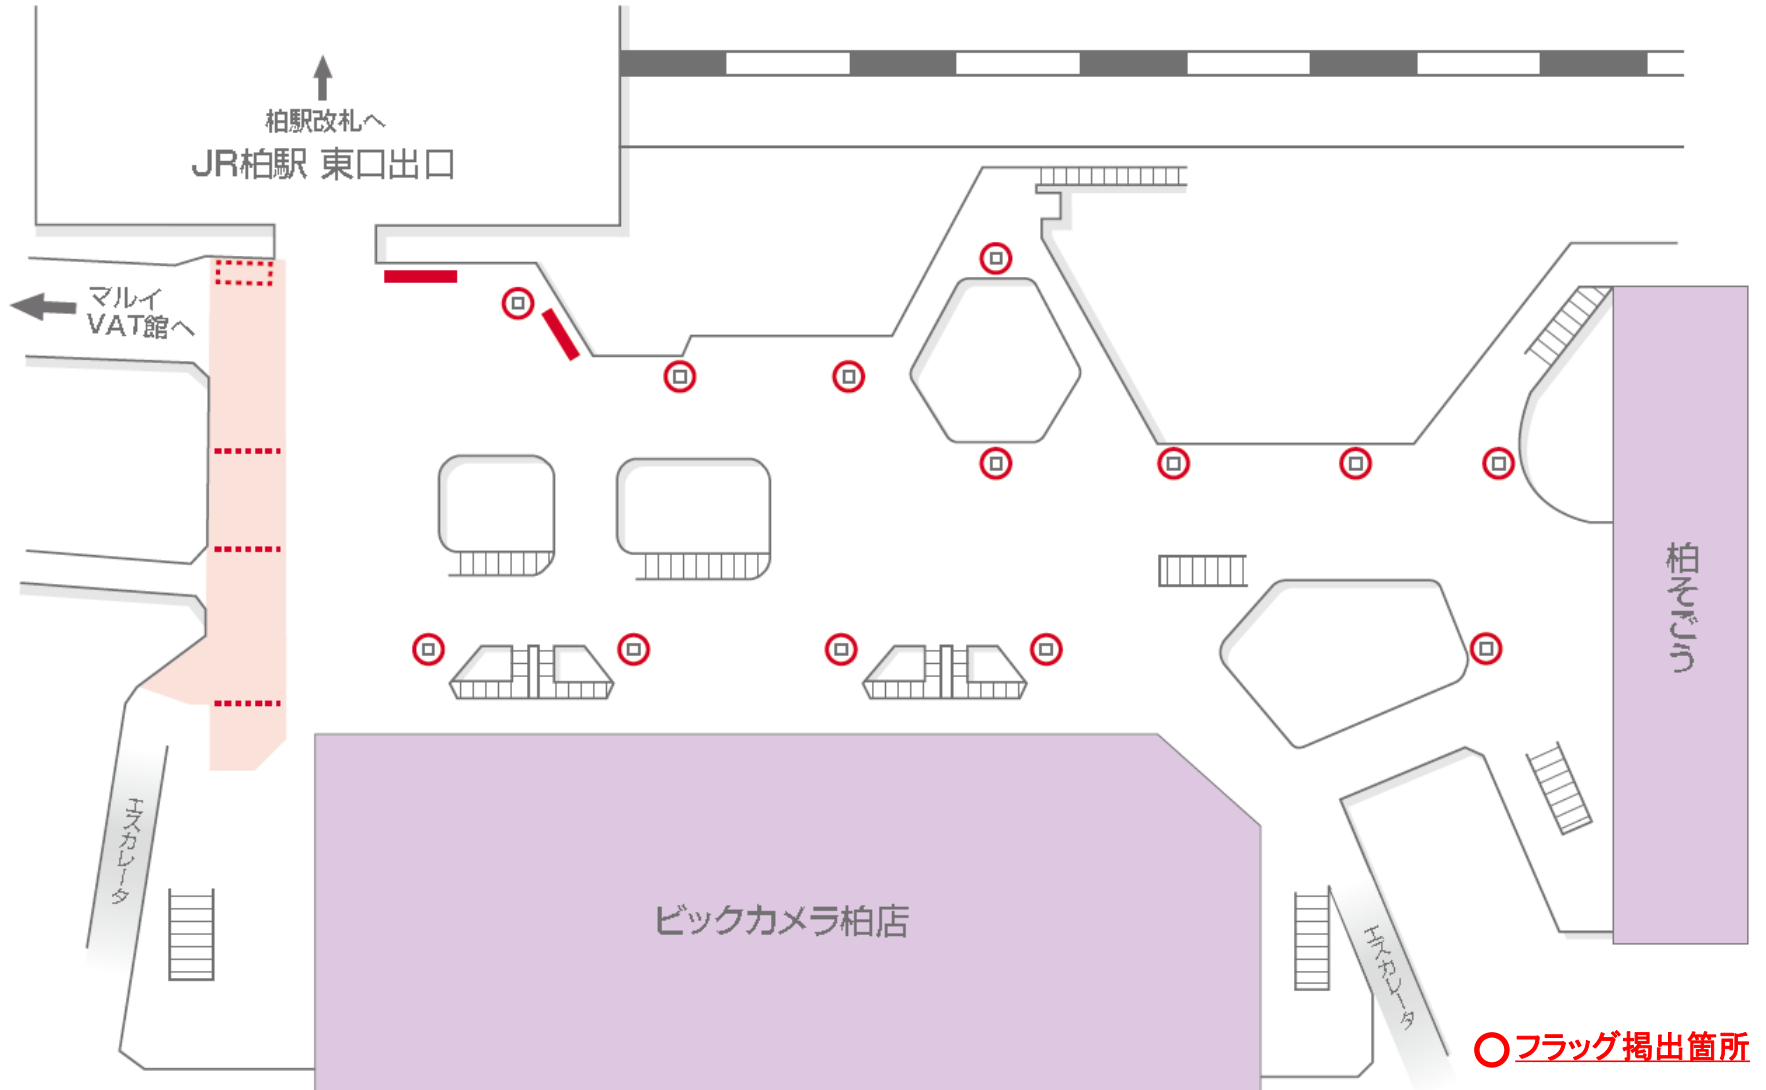 柏駅改札へ
JR柏駅 東口出口
マルイ
VAT館へ
柏そごう
エスカレータ
ビックカメラ柏店
エスカレータ
フラッグ掲出箇所